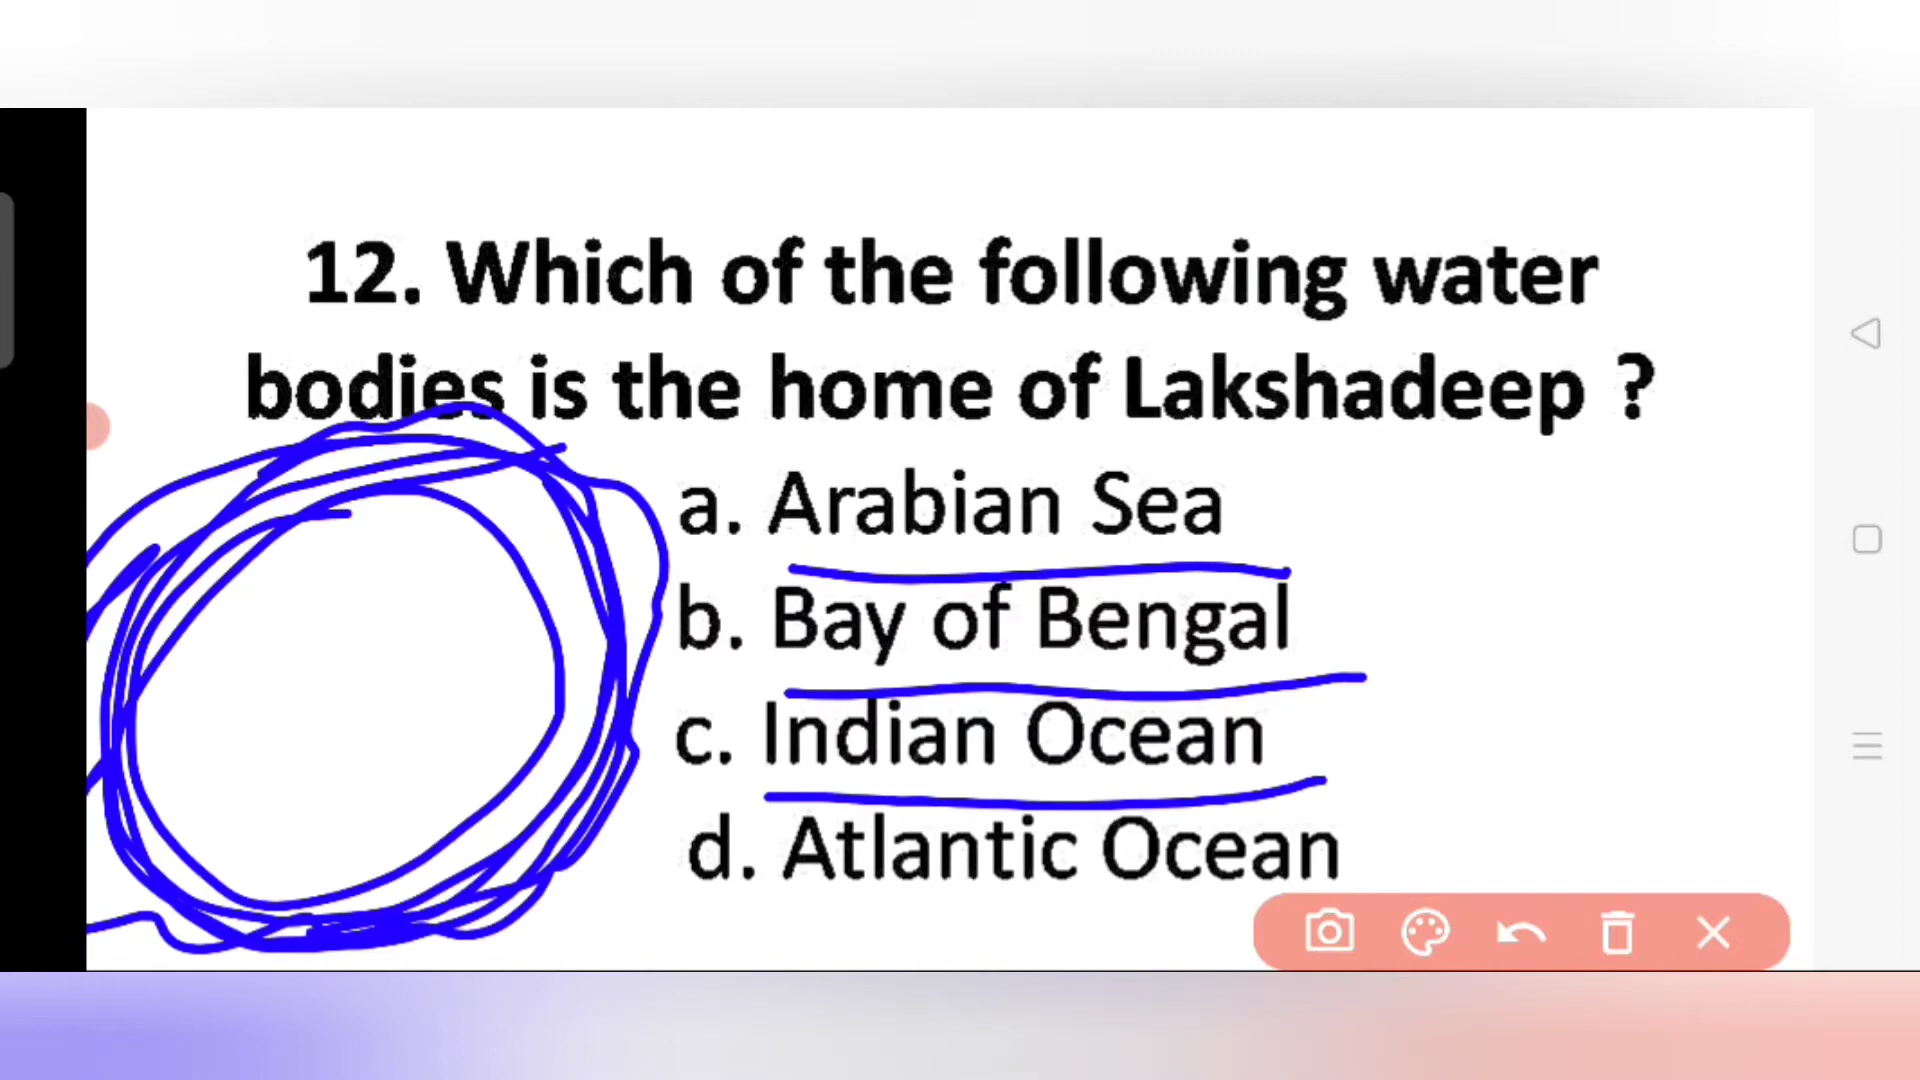 12. Which of the following water
bodies is the home of Lakshadeep ?
a. Arabian Sea
b. Bay of Bengal
c. Indian Ocean
d. Atlantic Ocean